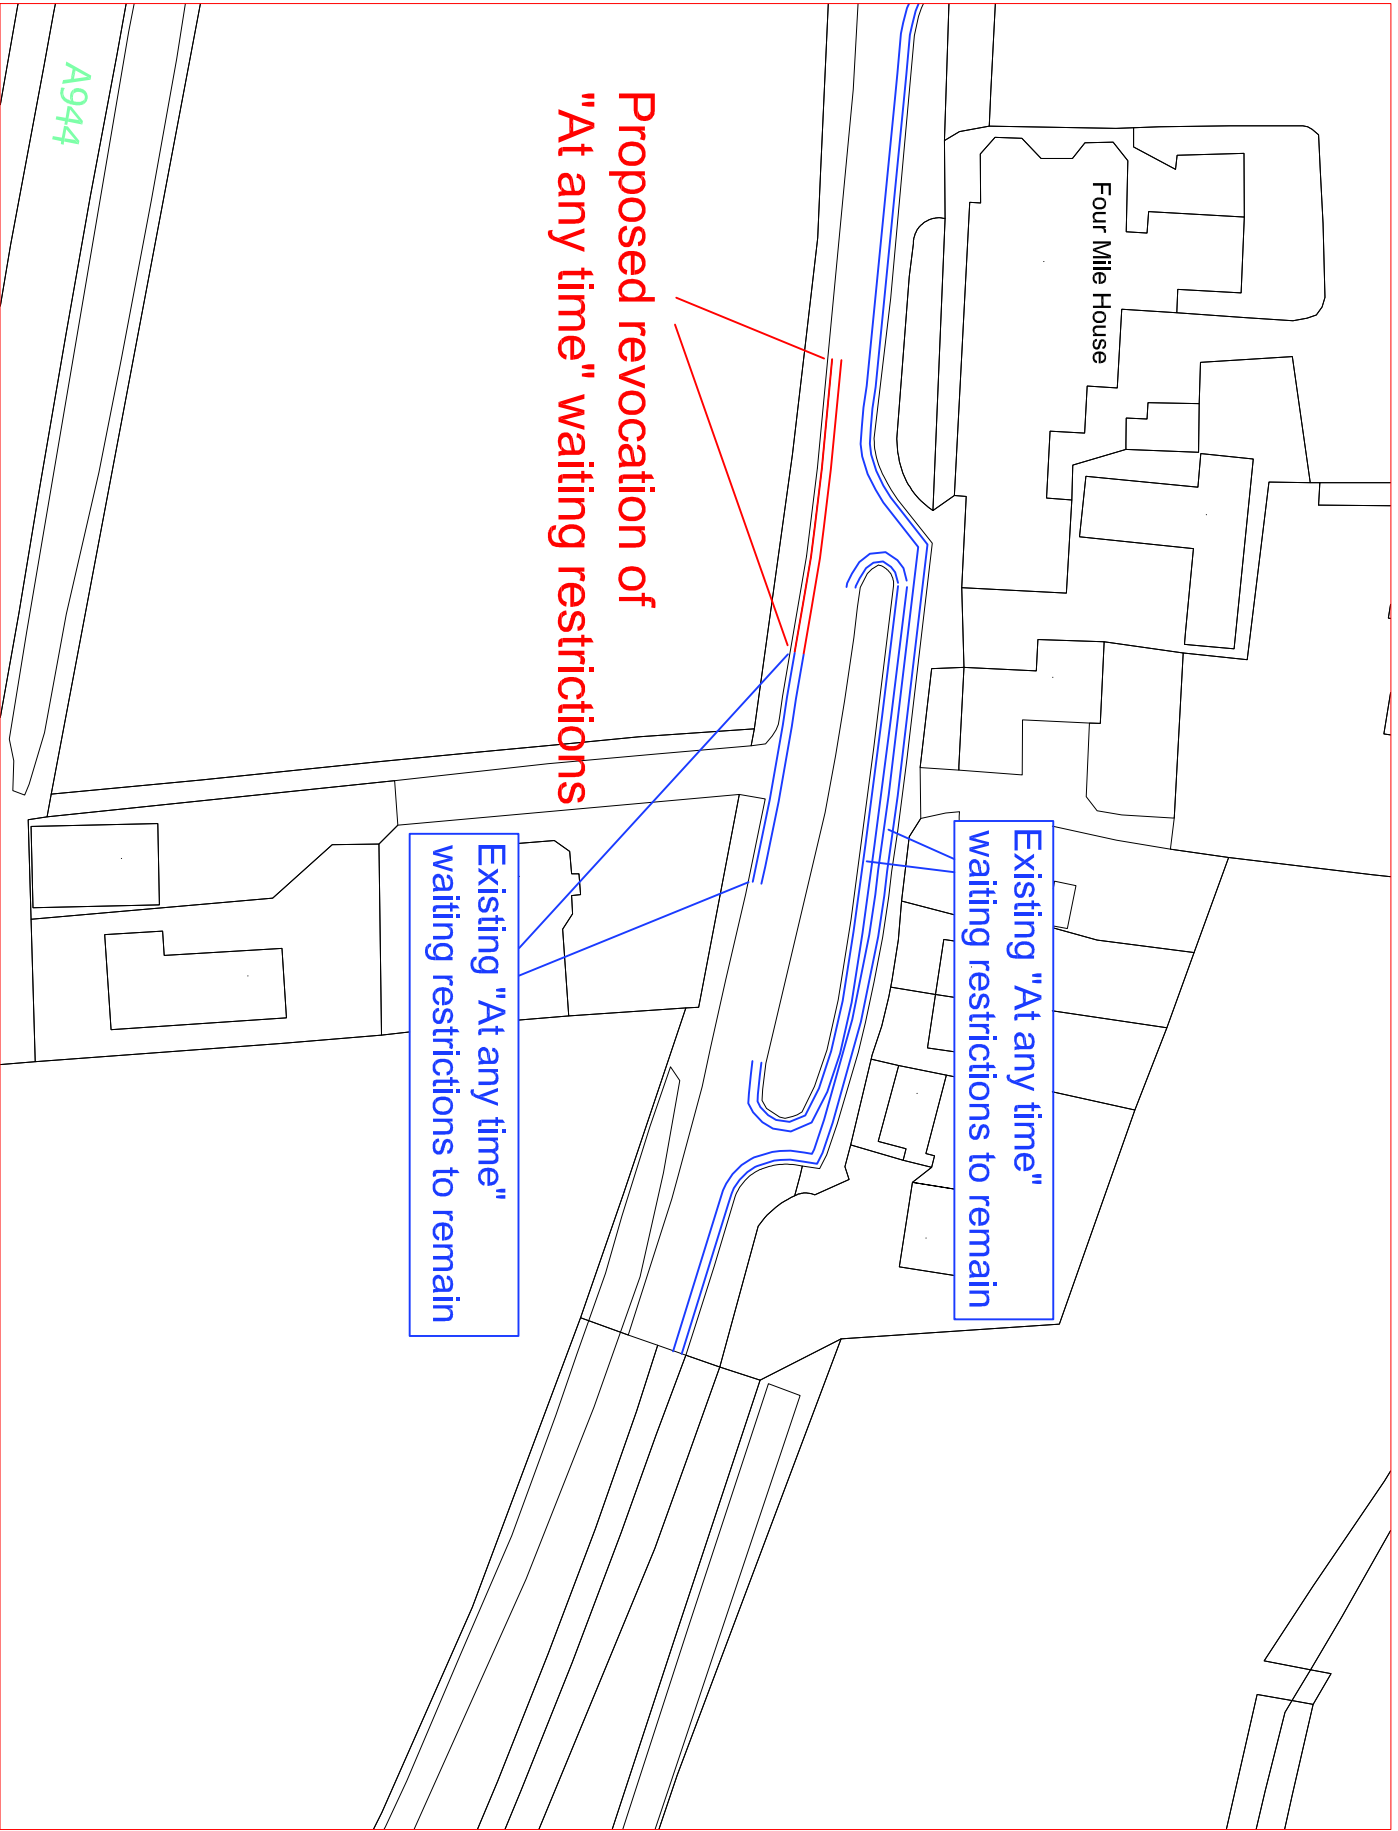 Four Mile House
Existing "At any time"
waiting restrictions to remain
Proposed revocation of
"At any time" waiting restrictions
Existing "At any time"
waiting restrictions to remain
A944